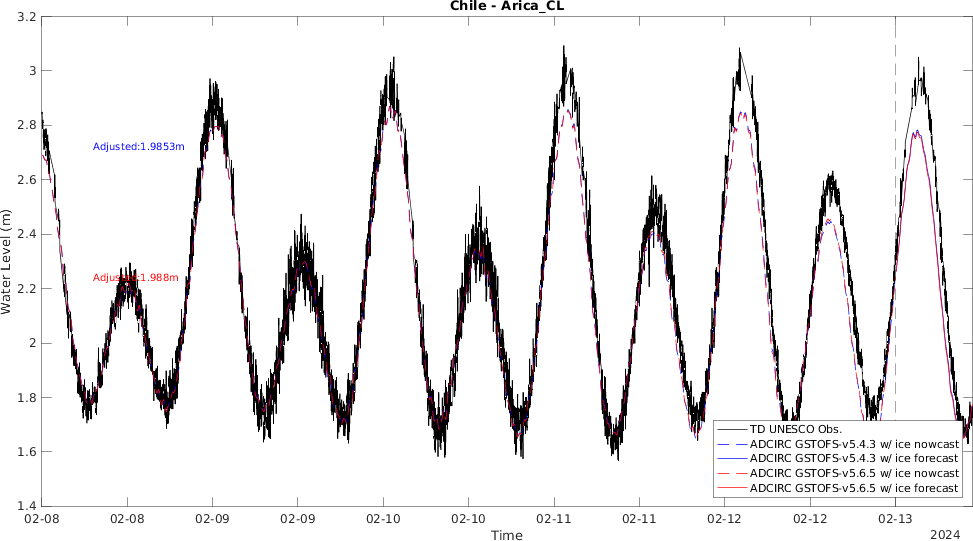 Chile - Arica_CL
Water Level (m)
3.2
3
2.8
2.6
2.4
2.2
2
1.8
1.6
1.4
Adjusted:1.9853m
Adjusted:1.988m
TD UNESCO Obs.
ADCIRC GSTOFS-v5.4.3 w/ ice nowcast
ADCIRC GSTOFS-v5.4.3 w/ ice forecast
ADCIRC GSTOFS-v5.6.5 w/ ice nowcast
ADCIRC GSTOFS-v5.6.5 w/ ice forecast
02-08 02-08 02-09 02-09 02-10 02-10 02-11 02-11 02-12 02-12 02-13
Time
2024